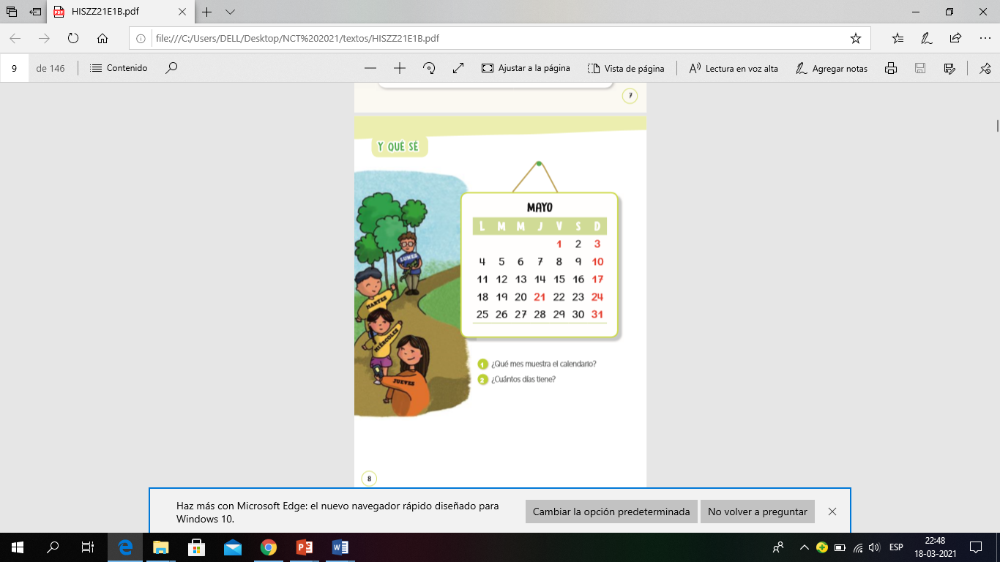 HISZZ21E1B.pdf
file:///C:/Users/DELL/Desktop/NCT%202021/textos/HISZZ21E1B.pdf
9 de 146 Contenido Ajustar a la página Vista de página Lectura en voz alta Agregar notas
7
Y QUÉ SÉ
MAYO
L M M J V S D
1 2 3
4 5 6 7 8 9 10
11 12 13 14 15 16 17
18 19 20 21 22 23 24
25 26 27 28 29 30 31
LUNES
MARTES
MIÉRCOLES
JUEVES
1 ¿Qué mes muestra el calendario?
2 ¿Cuántos días tiene?
8
Haz más con Microsoft Edge: el nuevo navegador rápido diseñado para
Windows 10.
Cambiar la opción predeterminada No volver a preguntar
ESP 22:48
18-03-2021